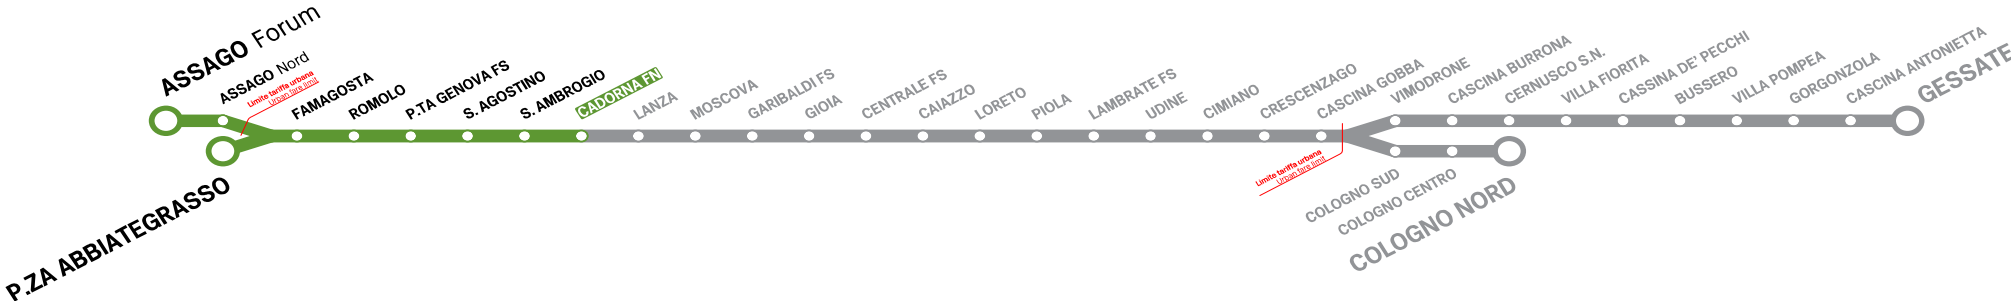 ASSAGO Forum
ASSAGO Nord
Limite tariffa urbana
Urban fare limit
P.ZA ABBIATEGRASSO
FAMAGOSTA
ROMOLO
P.TA GENOVA FS
S. AGOSTINO
S. AMBROGIO
CADORNA FN
LANZA
MOSCOVA
GARIBALDI FS
GIOIA
CENTRALE FS
CAIAZZO
LORETO
PIOLA
LAMBRATE FS
UDINE
CIMIANO
CRESCENZAGO
CASCINA GOBBA
Limite tariffa urbana
Urban fare limit
VIMODRONE
CASCINA BURRONA
CERNUSCO S.N.
VILLA FIORITA
CASSINA DE' PECCHI
BUSSERO
VILLA POMPEA
GORGONZOLA
CASCINA ANTONIETTA
GESSATE
COLOGNO SUD
COLOGNO CENTRO
COLOGNO NORD